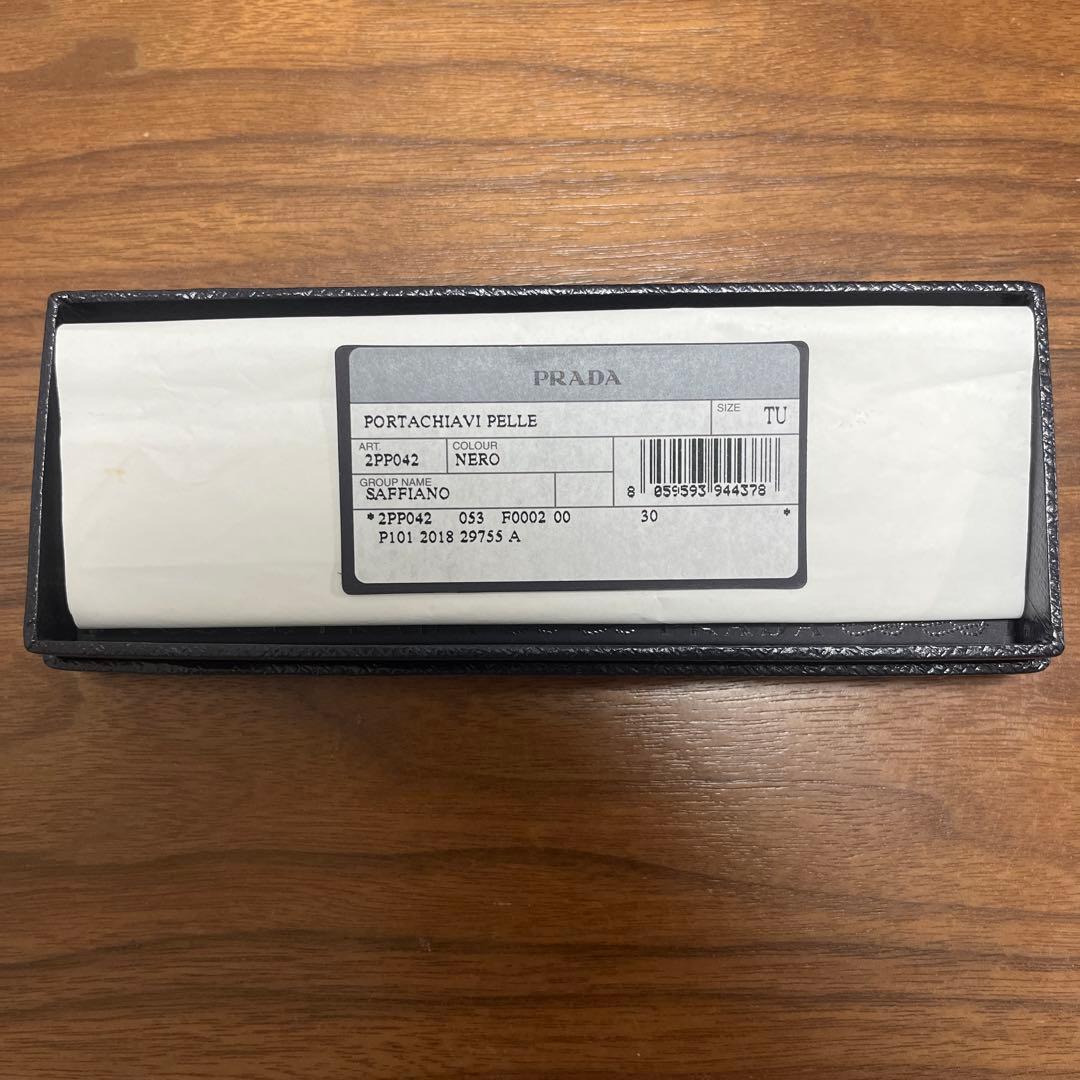 PRADA
PORTACHIAVI PELLE
SIZE TU
ART. 2PP042
COLOUR NERO
GROUP NAME SAFFIANO
8 059593 944378
* 2PP042 053 F0002 00 30 *
P101 2018 29755 A
PRADA